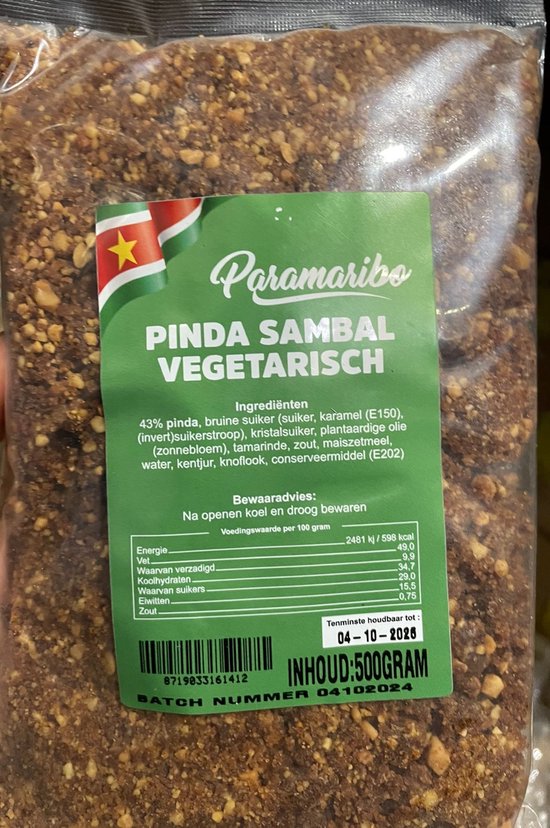 Paramaribo
PINDA SAMBAL
VEGETARISCH
Ingrediënten
43% pinda, bruine suiker (suiker, karamel (E150),
(invert)suikerstroop), kristalsuiker, plantaardige olie
(zonnebloem), tamarinde, zout, maiszetmeel,
water, kentjur, knoflook, conserveermiddel (E202)
Bewaaradvies:
Na openen koel en droog bewaren
Voedingswaarde per 100 gram
Energie 2481 kj / 598 kcal
Vet 49,0
Waarvan verzadigd 9,9
Koolhydraten 34,7
Waarvan suikers 29,0
Eiwitten 15,5
Zout 0,75
Tenminste houdbaar tot :
04-10-2026
8719033161412
INHOUD:500GRAM
BATCH NUMMER 04102024